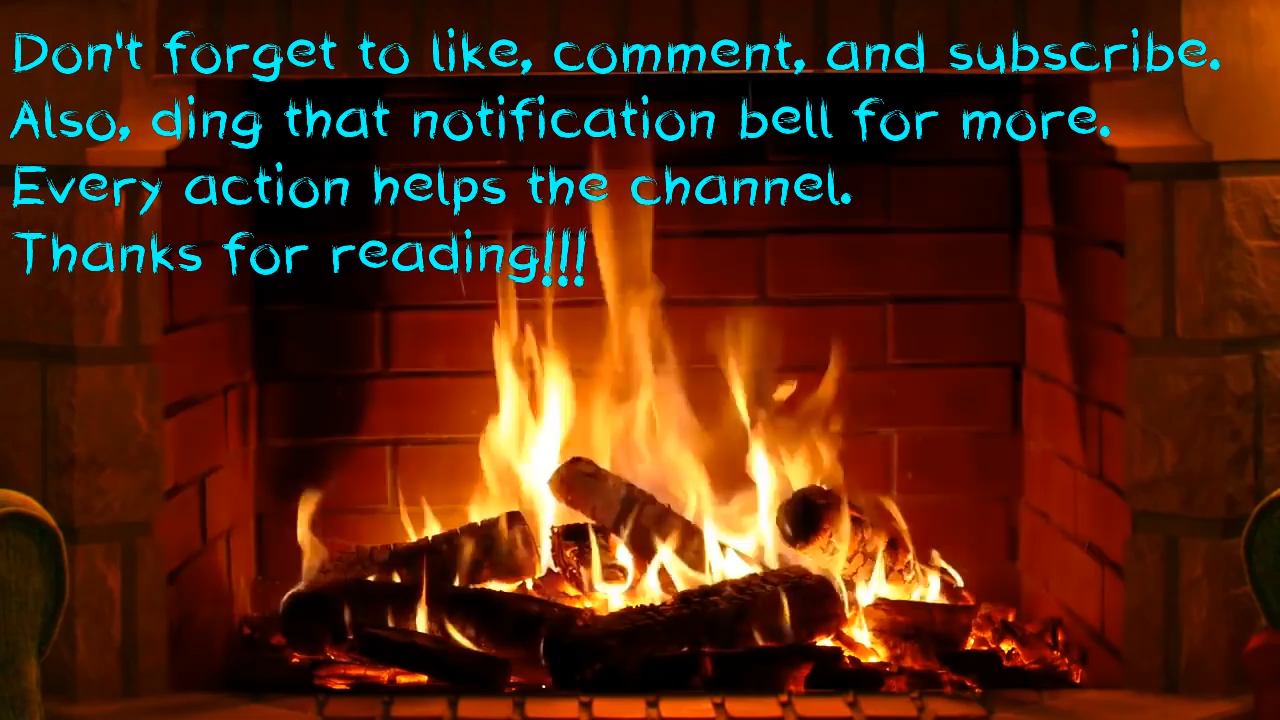 Don't forget to like, comment, and subscribe.
Also, ding that notification bell for more.
Every action helps the channel.
Thanks for reading!!!